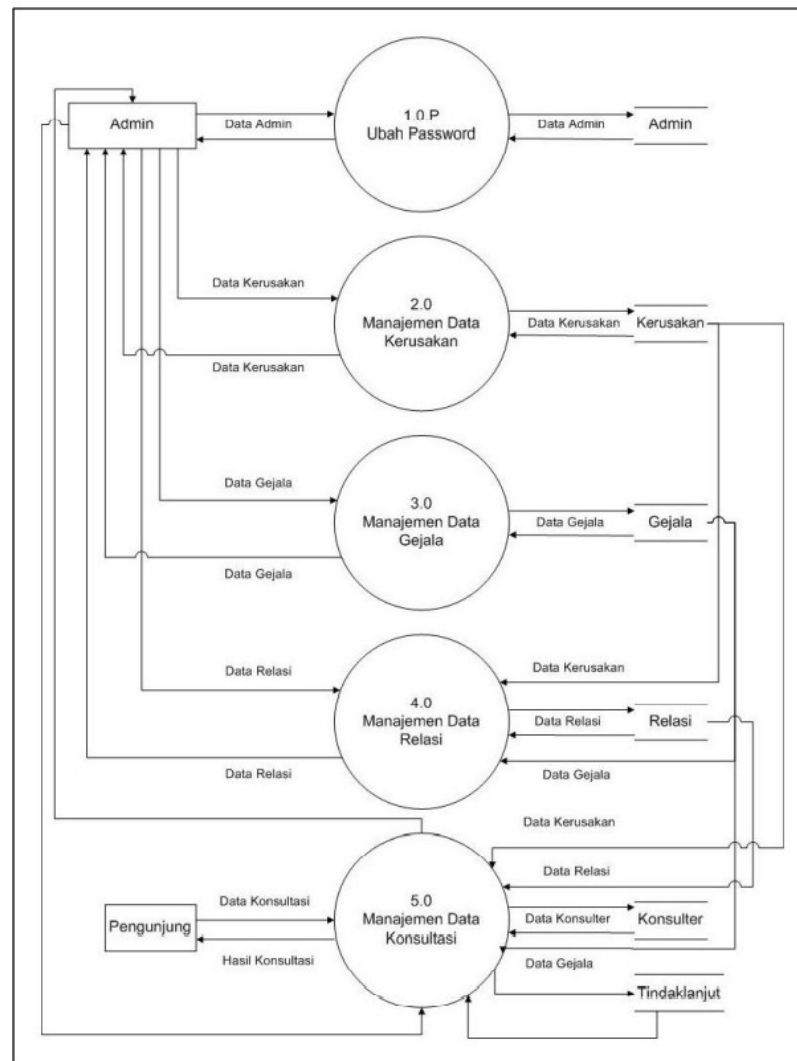 1.0.P
Ubah Password
Admin
Data Admin
Data Admin
Admin
Data Kerusakan
2.0
Manajemen Data
Kerusakan
Data Kerusakan
Kerusakan
Data Kerusakan
Data Gejala
3.0
Manajemen Data
Gejala
Data Gejala
Gejala
Data Gejala
Data Relasi
4.0
Manajemen Data
Relasi
Data Kerusakan
Data Relasi
Relasi
Data Relasi
Data Gejala
Data Kerusakan
Data Relasi
Data Konsultasi
5.0
Manajemen Data
Konsultasi
Pengunjung
Hasil Konsultasi
Data Konsulter
Konsulter
Data Gejala
Tindaklanjut